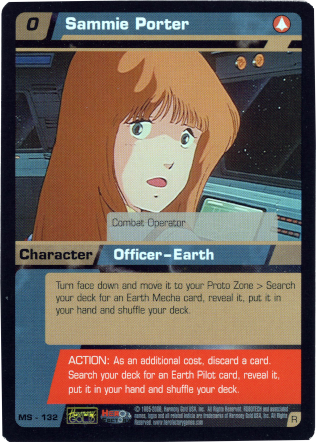 0 Sammie Porter
Combat Operator
Character Officer-Earth
Turn face down and move it to your Proto Zone > Search
your deck for an Earth Mecha card, reveal it, put it in
your hand and shuffle your deck.
ACTION: As an additional cost, discard a card.
Search your deck for an Earth Pilot card, reveal it,
put it in your hand and shuffle your deck.
MS - 132
Harmony
GOLD
R